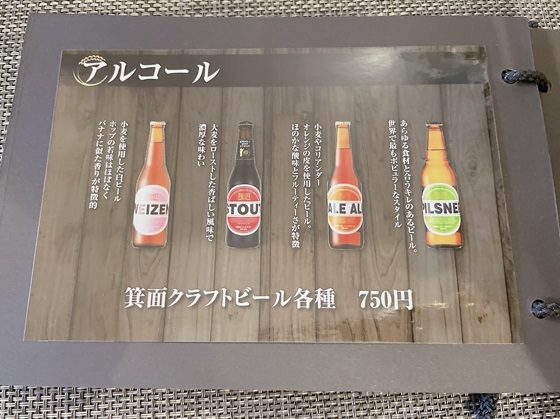 アルコール
小麦を使用した白ビール
ホップの苦味はほぼなく
バナナに似た香りが特徴的
WEIZEN
大麦をローストした香ばしい風味で
濃厚な味わい
STOUT
小麦やコリアンダー
オレンジの皮を使用したビール。
ほのかな酸味とフルーティーさが特徴
PALE ALE
あらゆる食材と合うキレのあるビール。
世界で最もポピュラーなスタイル
PILSNER
箕面クラフトビール各種 750円